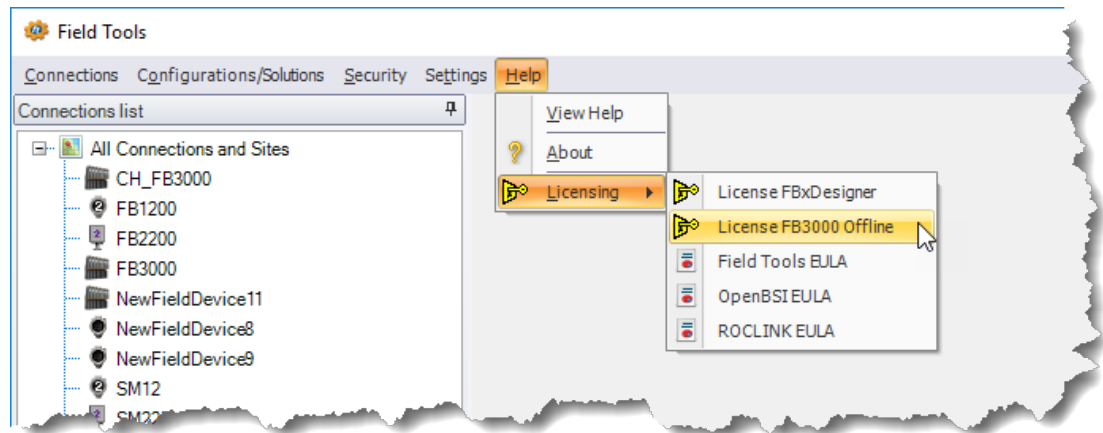 Field Tools
Connections Configurations/Solutions Security Settings Help
Connections list
All Connections and Sites
CH_FB3000
FB1200
FB2200
FB3000
NewFieldDevice11
NewFieldDevice8
NewFieldDevice9
SM12
View Help
About
Licensing
License FBxDesigner
License FB3000 Offline
Field Tools EULA
OpenBSI EULA
ROCLINK EULA